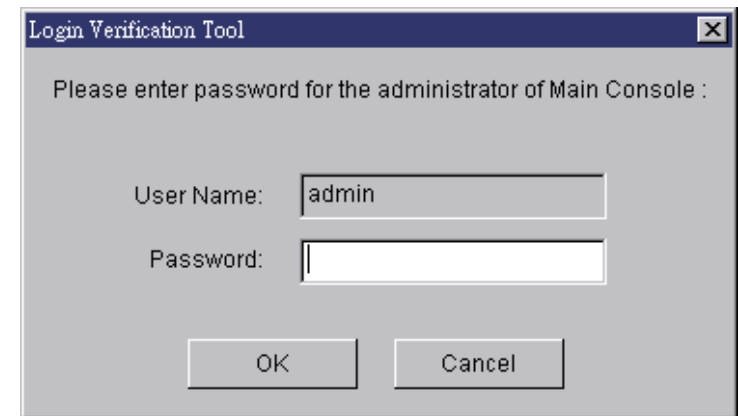 Login Verification Tool
Please enter password for the administrator of Main Console :
User Name: admin
Password:
OK Cancel